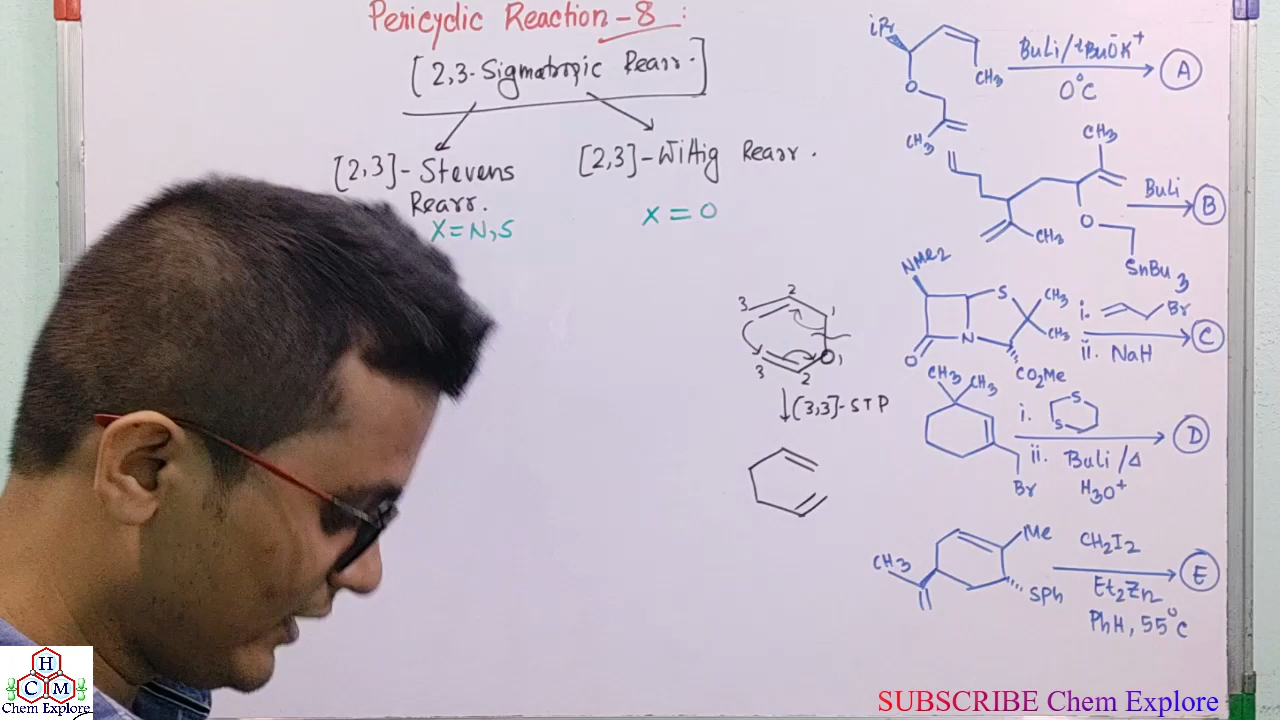 Pericyclic Reaction - 8 :
[2,3-Sigmatropic Rearr.]
[2,3]-Stevens
Rearr.
X=N,S
[2,3]-Wittig Rearr.
X = O
3
2
1
O
1
3
2
[3,3]-STP
iPr
O
CH3
CH3
BuLi/tBuŌK+
0°C
A
CH3
CH3
O
SnBu3
BuLi
B
NMe2
S
CH3
CH3
N
O
CO2Me
i. Br
ii. NaH
C
CH3
CH3
Br
i. S
S
ii. BuLi/Δ
H3O+
D
Me
CH3
SPh
CH2I2
Et2Zn
PhH, 55°C
E
H
C M
Chem Explore
SUBSCRIBE Chem Explore